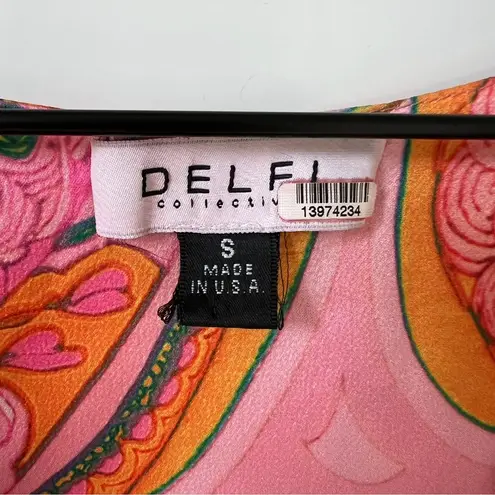 DELFI
collectiv
13974234
S
MADE
IN U.S.A.